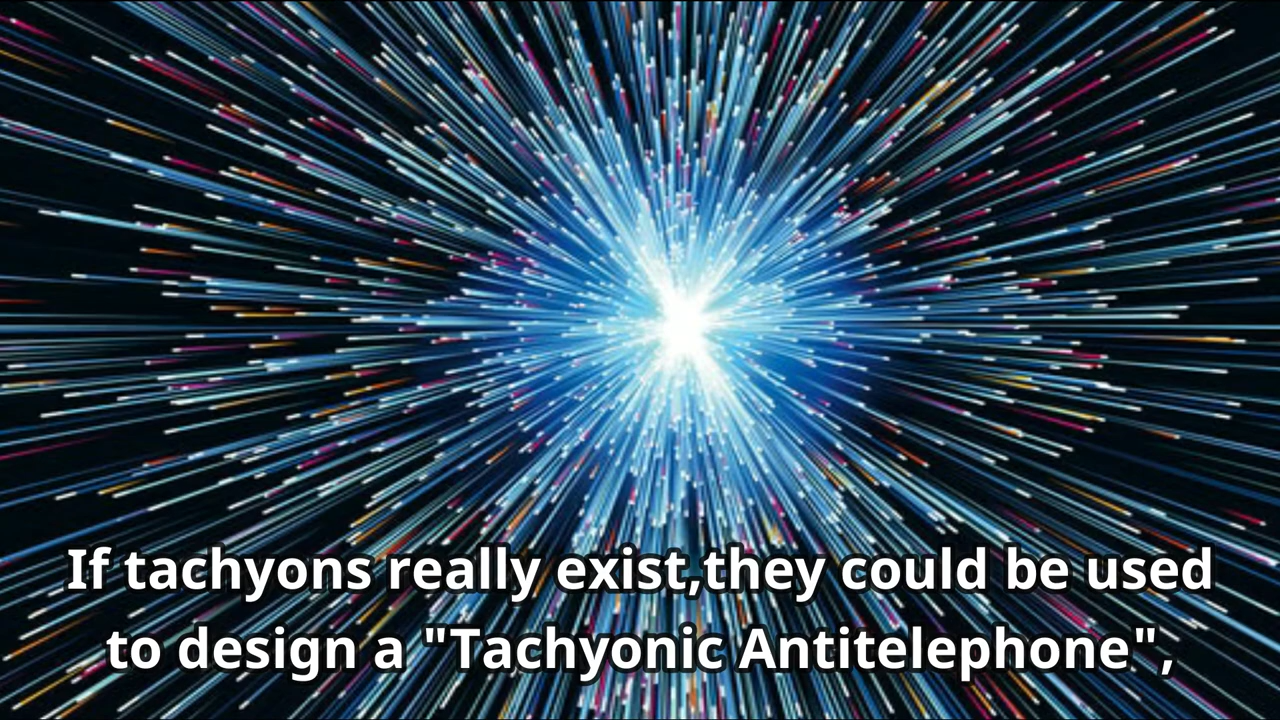 If tachyons really exist,they could be used
to design a "Tachyonic Antitelephone",